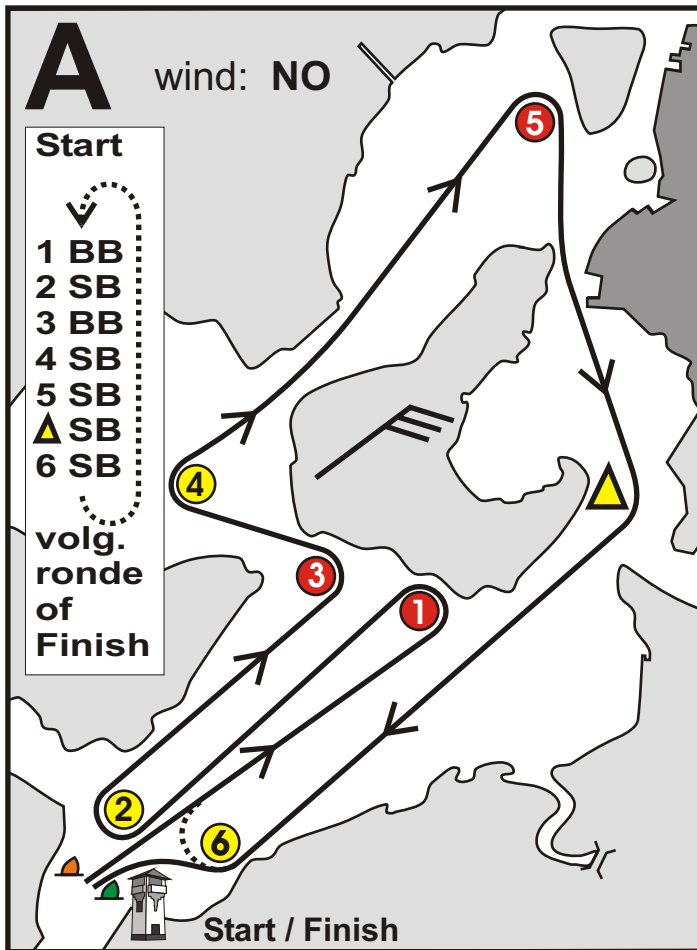 A
wind: NO
Start
1 BB
2 SB
3 BB
4 SB
5 SB
SB
6 SB
volg.
ronde
of
Finish
5
4
3
1
2
6
Start / Finish